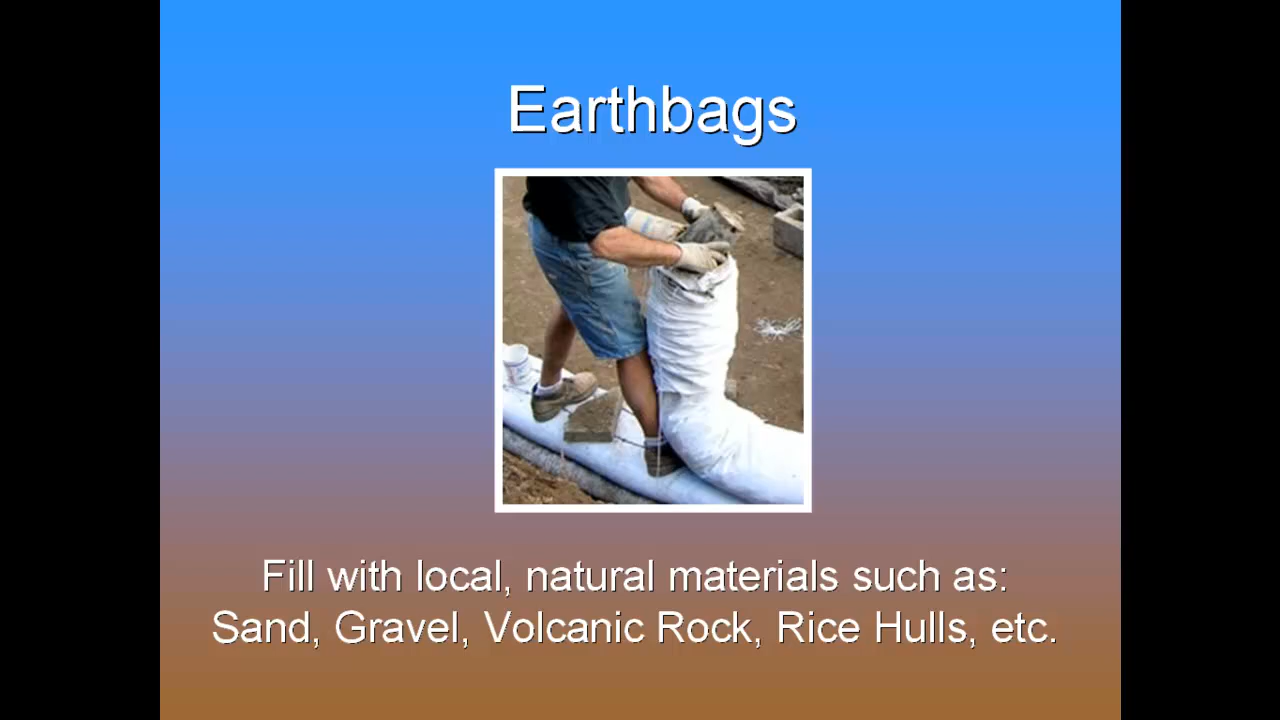 Earthbags
Fill with local, natural materials such as:
Sand, Gravel, Volcanic Rock, Rice Hulls, etc.